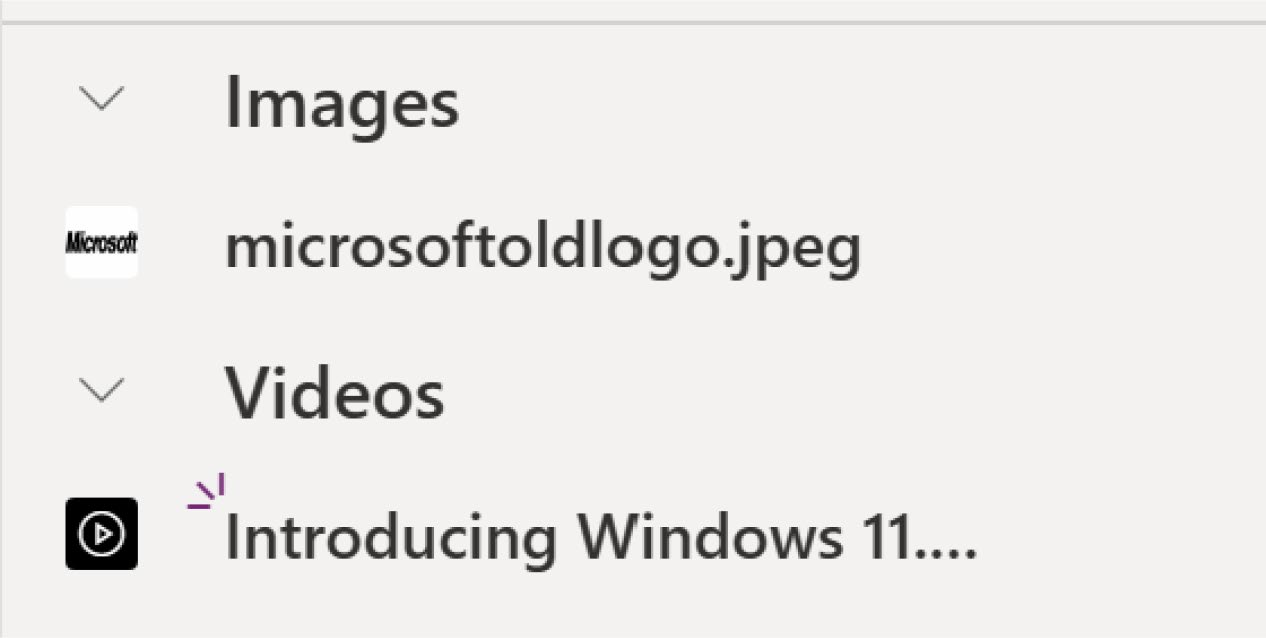 Images
Microsoft
microsoftoldlogo.jpeg
Videos
Introducing Windows 11....